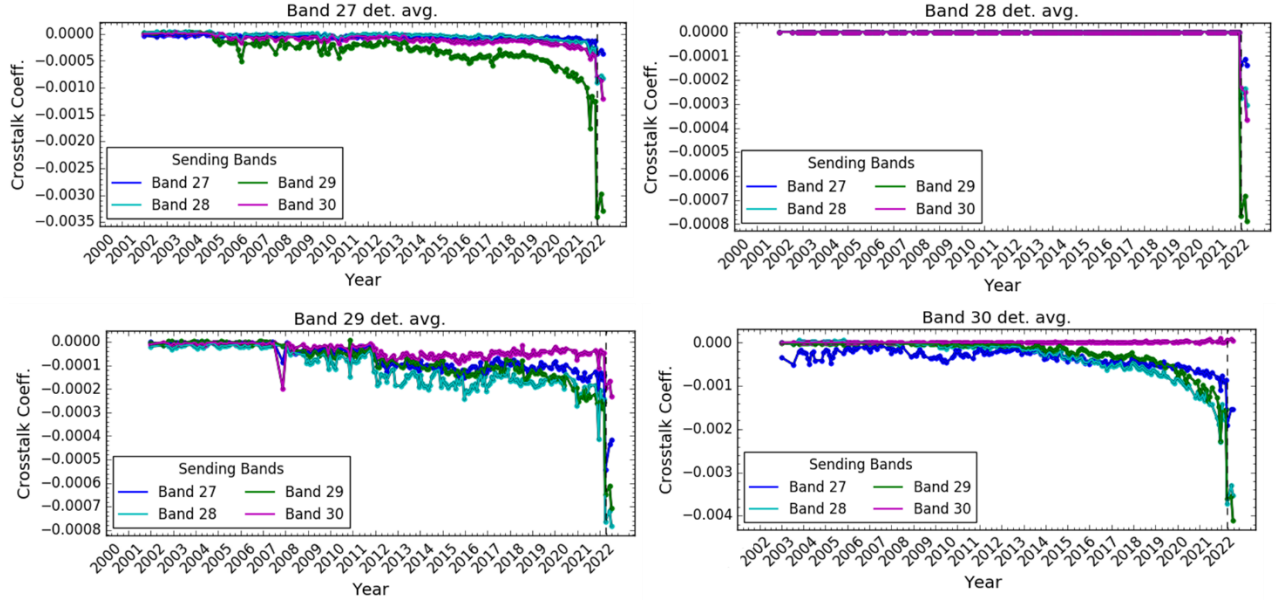 Band 27 det. avg.
Crosstalk Coeff.
0.0000
−0.0005
−0.0010
−0.0015
−0.0020
−0.0025
−0.0030
−0.0035
Sending Bands
Band 27 Band 29
Band 28 Band 30
2000 2001 2002 2003 2004 2005 2006 2007 2008 2009 2010 2011 2012 2013 2014 2015 2016 2017 2018 2019 2020 2021 2022
Year
Band 28 det. avg.
Crosstalk Coeff.
0.0000
−0.0001
−0.0002
−0.0003
−0.0004
−0.0005
−0.0006
−0.0007
−0.0008
Sending Bands
Band 27 Band 29
Band 28 Band 30
2000 2001 2002 2003 2004 2005 2006 2007 2008 2009 2010 2011 2012 2013 2014 2015 2016 2017 2018 2019 2020 2021 2022
Year
Band 29 det. avg.
Crosstalk Coeff.
0.0000
−0.0001
−0.0002
−0.0003
−0.0004
−0.0005
−0.0006
−0.0007
−0.0008
Sending Bands
Band 27 Band 29
Band 28 Band 30
2000 2001 2002 2003 2004 2005 2006 2007 2008 2009 2010 2011 2012 2013 2014 2015 2016 2017 2018 2019 2020 2021 2022
Year
Band 30 det. avg.
Crosstalk Coeff.
0.000
−0.001
−0.002
−0.003
−0.004
Sending Bands
Band 27 Band 29
Band 28 Band 30
2002 2003 2004 2005 2006 2007 2008 2009 2010 2011 2012 2013 2014 2015 2016 2017 2018 2019 2020 2021 2022
Year